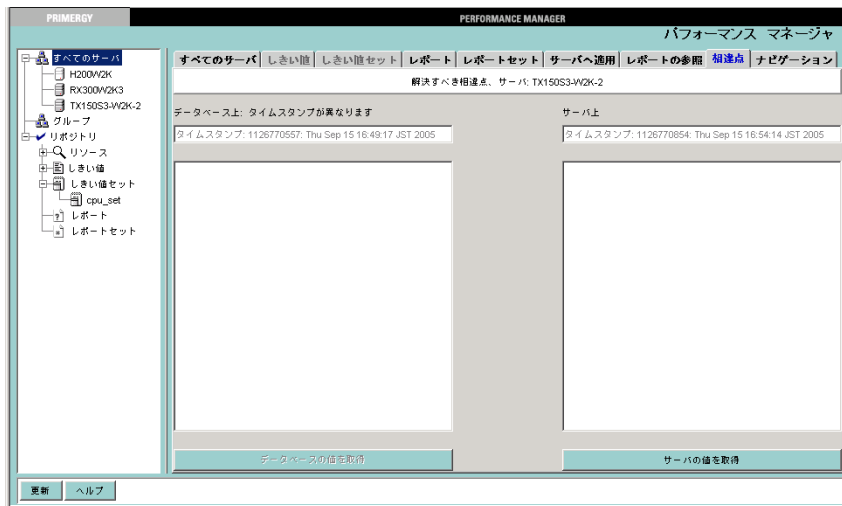 PRIMERGY
PERFORMANCE MANAGER
パフォーマンス マネージャ
すべてのサーバ
H200W2K
RX300W2K3
TX150S3-W2K-2
グループ
リポジトリ
リソース
しきい値
しきい値セット
cpu_set
レポート
レポートセット
すべてのサーバ しきい値 しきい値セット レポート レポートセット サーバへ適用 レポートの参照 相違点 ナビゲーション
解決すべき相違点、サーバ: TX150S3-W2K-2
データベース上: タイムスタンプが異なります
サーバ上
タイムスタンプ: 1126770557: Thu Sep 15 16:49:17 JST 2005
タイムスタンプ: 1126770854: Thu Sep 15 16:54:14 JST 2005
データベースの値を取得
サーバの値を取得
更新
ヘルプ